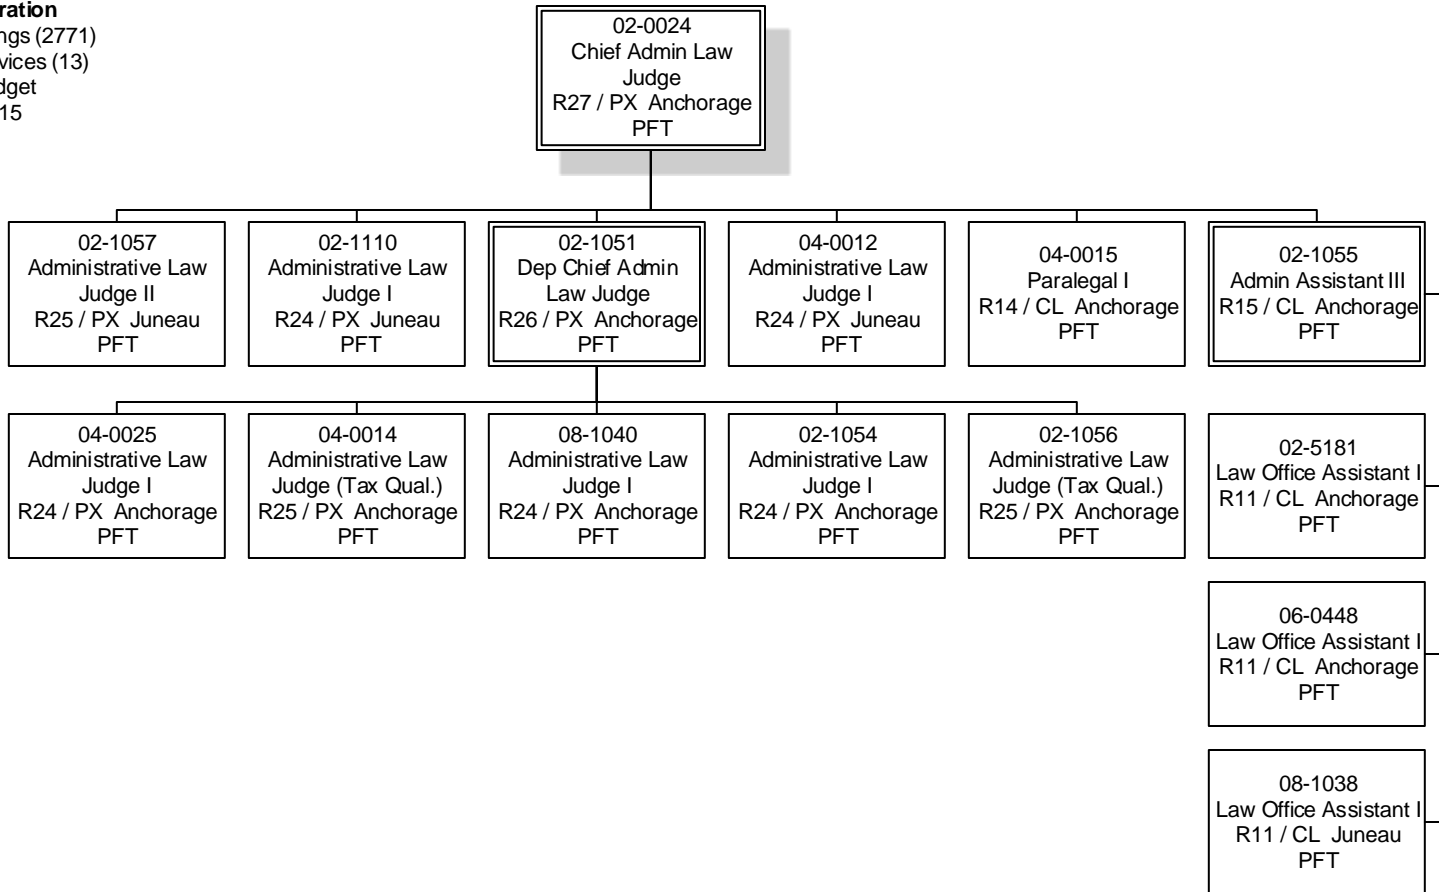 ration
ngs (2771)
vices (13)
dget
15
02-0024
Chief Admin Law
Judge
R27 / PX Anchorage
PFT
02-1057
Administrative Law
Judge II
R25 / PX Juneau
PFT
02-1110
Administrative Law
Judge I
R24 / PX Juneau
PFT
02-1051
Dep Chief Admin
Law Judge
R26 / PX Anchorage
PFT
04-0012
Administrative Law
Judge I
R24 / PX Juneau
PFT
04-0015
Paralegal I
R14 / CL Anchorage
PFT
02-1055
Admin Assistant III
R15 / CL Anchorage
PFT
04-0025
Administrative Law
Judge I
R24 / PX Anchorage
PFT
04-0014
Administrative Law
Judge (Tax Qual.)
R25 / PX Anchorage
PFT
08-1040
Administrative Law
Judge I
R24 / PX Anchorage
PFT
02-1054
Administrative Law
Judge I
R24 / PX Anchorage
PFT
02-1056
Administrative Law
Judge (Tax Qual.)
R25 / PX Anchorage
PFT
02-5181
Law Office Assistant I
R11 / CL Anchorage
PFT
06-0448
Law Office Assistant I
R11 / CL Anchorage
PFT
08-1038
Law Office Assistant I
R11 / CL Juneau
PFT